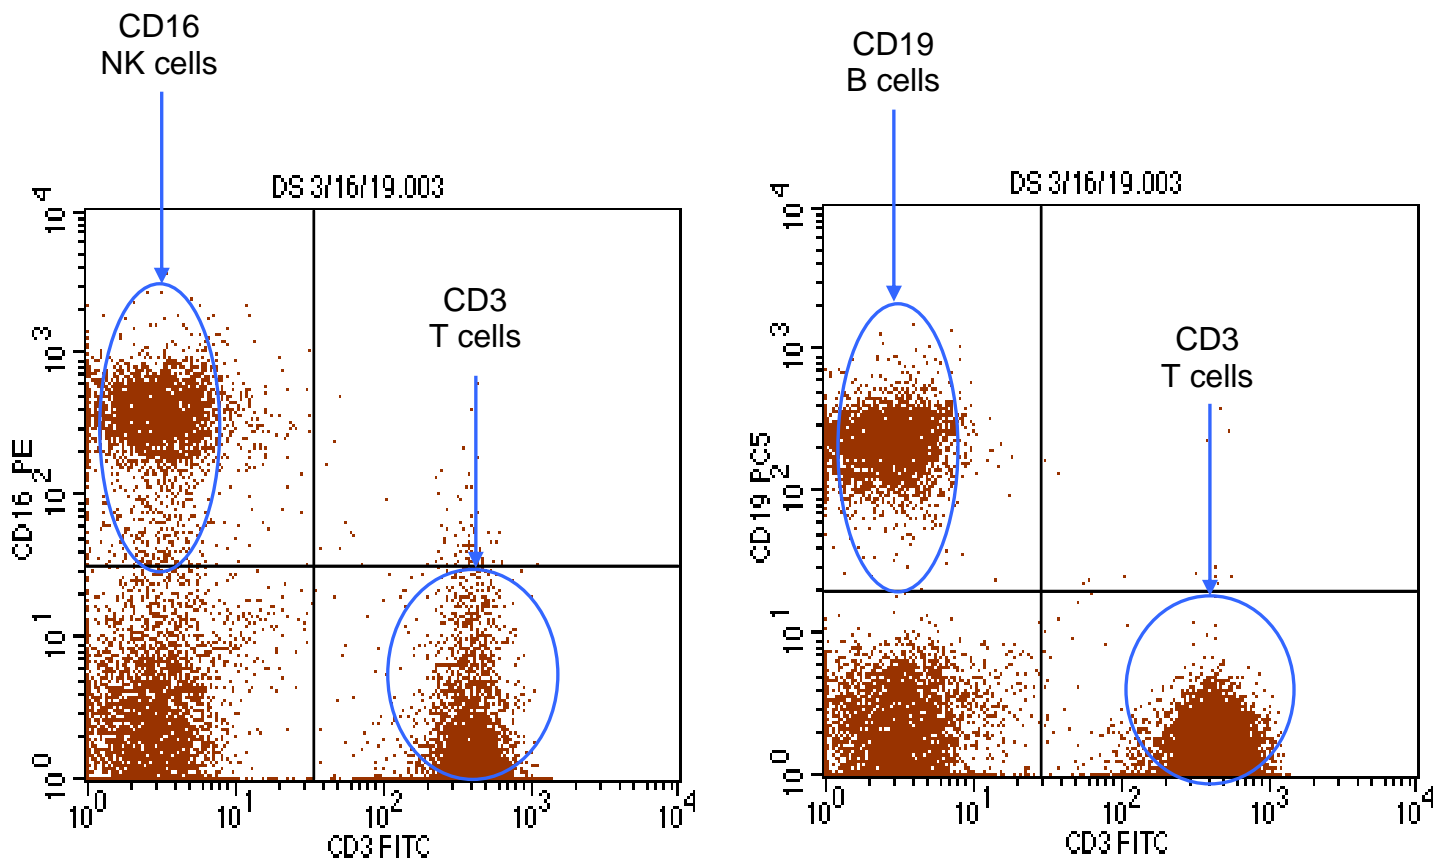 CD16
NK cells
DS 3/16/19.003
CD3
T cells
CD16 PE
10^4
10^3
10^2
10^1
10^0
10^0 10^1 10^2 10^3 10^4
CD3 FITC
CD19
B cells
DS 3/16/19.003
CD3
T cells
CD19 PC5
10^4
10^3
10^2
10^1
10^0
10^0 10^1 10^2 10^3 10^4
CD3 FITC